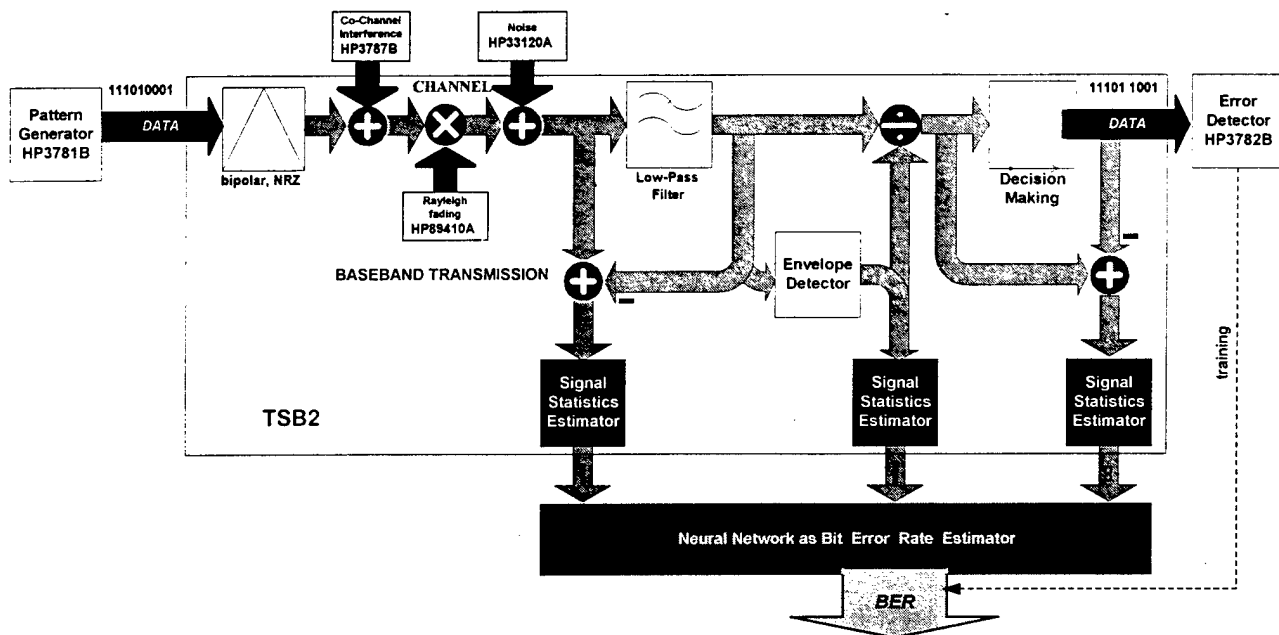 Co-Channel
Interference
HP3787B
Noise
HP33120A
111010001
CHANNEL
11101 1001
Pattern
Generator
HP3781B
DATA
DATA
Error
Detector
HP3782B
bipolar, NRZ
Low-Pass
Filter
Decision
Making
Rayleigh
fading
HP89410A
BASEBAND TRANSMISSION
Envelope
Detector
training
TSB2
Signal
Statistics
Estimator
Signal
Statistics
Estimator
Signal
Statistics
Estimator
Neural Network as Bit Error Rate Estimator
BER